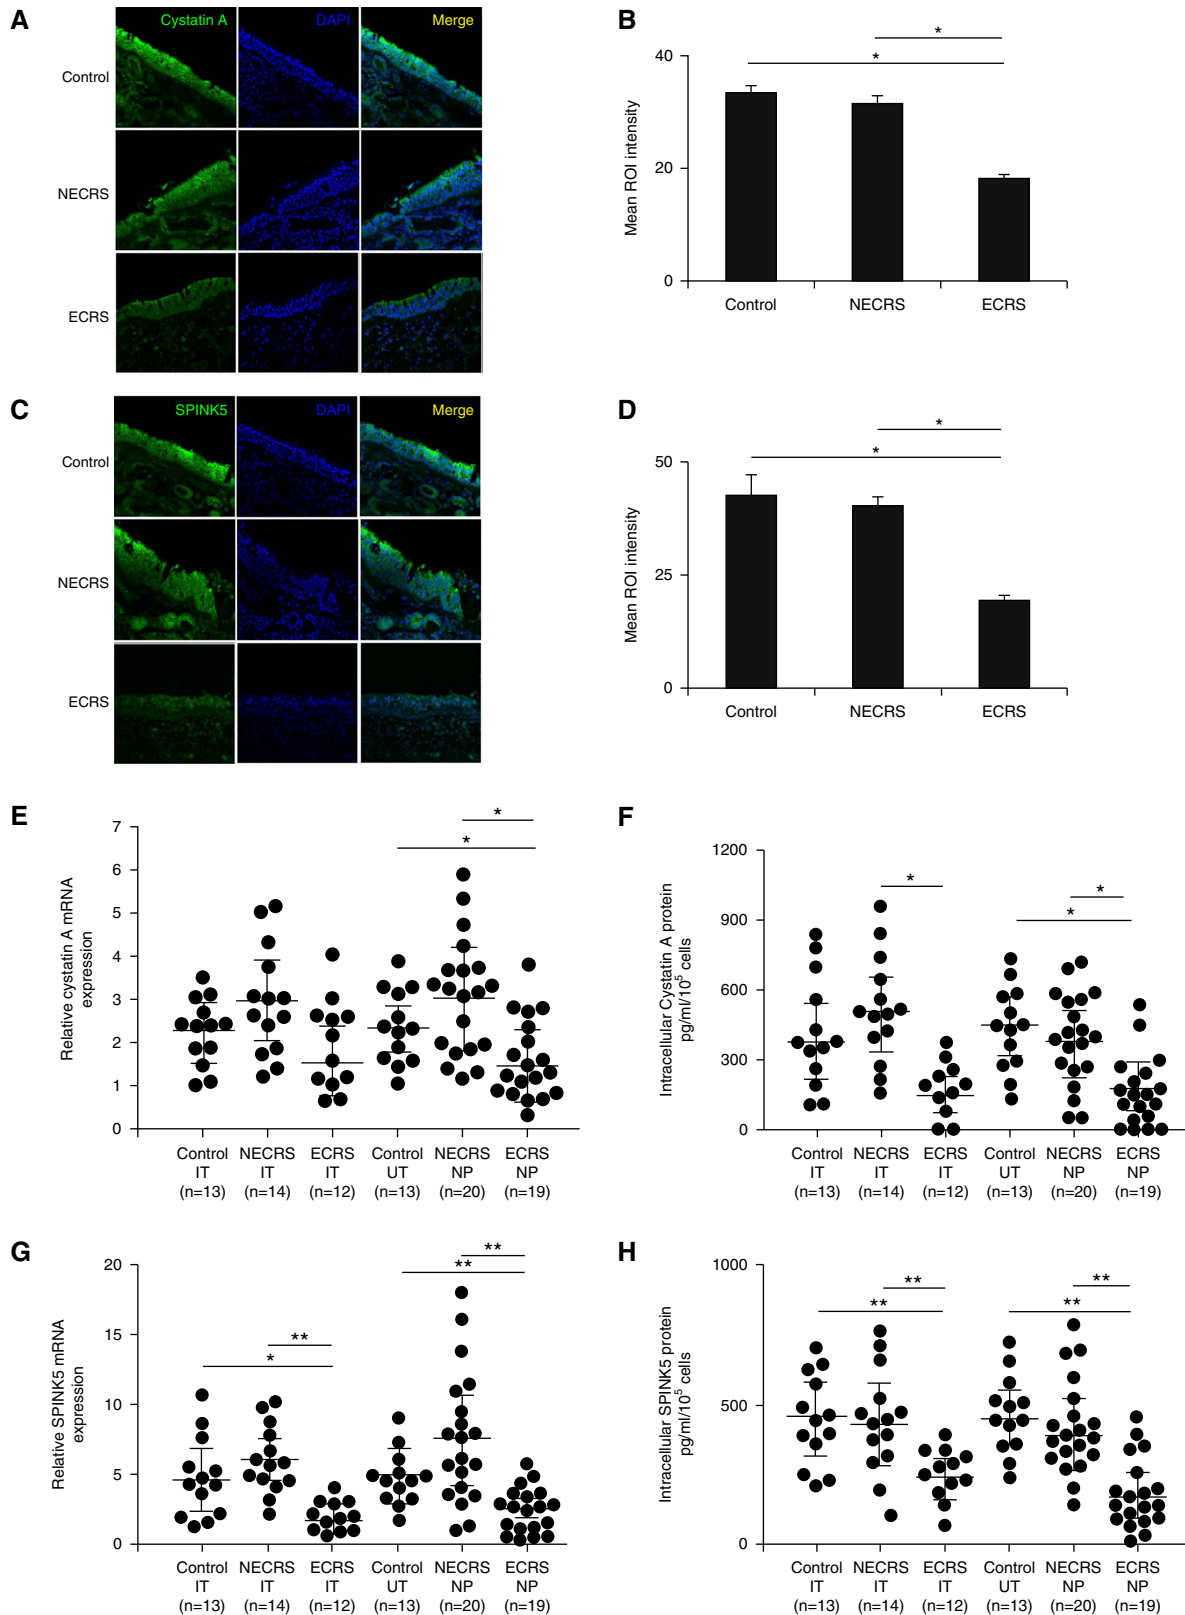 A
Cystatin A
DAPI
Merge
Control
NECRS
ECRS
B
Mean ROI intensity
40
20
0
*
*
Control
NECRS
ECRS
C
SPINK5
DAPI
Merge
Control
NECRS
ECRS
D
Mean ROI intensity
50
25
0
*
*
Control
NECRS
ECRS
E
Relative cystatin A mRNA
expression
7
6
5
4
3
2
1
0
*
*
Control IT (n=13)
NECRS IT (n=14)
ECRS IT (n=12)
Control UT (n=13)
NECRS NP (n=20)
ECRS NP (n=19)
F
Intracellular Cystatin A protein
pg/ml/10⁵ cells
1200
900
600
300
0
*
*
*
Control IT (n=13)
NECRS IT (n=14)
ECRS IT (n=12)
Control UT (n=13)
NECRS NP (n=20)
ECRS NP (n=19)
G
Relative SPINK5 mRNA
expression
20
15
10
5
0
**
*
**
**
Control IT (n=13)
NECRS IT (n=14)
ECRS IT (n=12)
Control UT (n=13)
NECRS NP (n=20)
ECRS NP (n=19)
H
Intracellular SPINK5 protein
pg/ml/10⁵ cells
1000
500
0
**
**
**
**
Control IT (n=13)
NECRS IT (n=14)
ECRS IT (n=12)
Control UT (n=13)
NECRS NP (n=20)
ECRS NP (n=19)